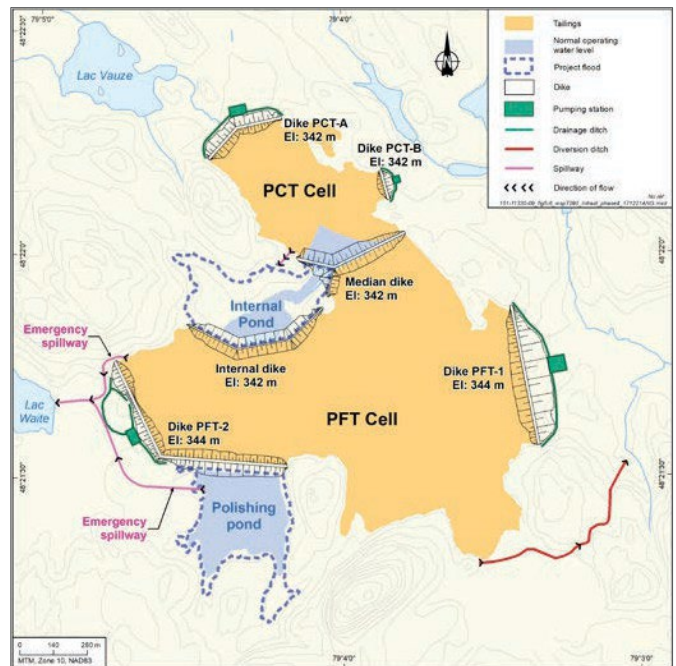 79°5'
79°4'
48°22'30"
Lac Vauze
Dike PCT-A
El: 342 m
Dike PCT-B
El: 342 m
PCT Cell
Tailings
Normal operating
water level
Project flood
Dike
Pumping station
Drainage ditch
Diversion ditch
Spillway
Direction of flow
48°22'0"
48°22'0"
Median dike
El: 342 m
Internal
Pond
Emergency
spillway
Internal dike
El: 342 m
Dike PFT-1
El: 344 m
Lac
Waite
Dike PFT-2
El: 344 m
PFT Cell
48°21'30"
48°21'30"
Polishing
pond
Emergency
spillway
0 140 280 m
MTM, Zone 10, NAD83
79°4'0"
79°3'0"